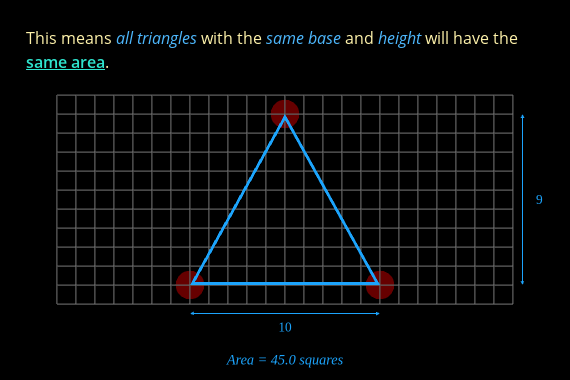 This means all triangles with the same base and height will have the
same area.
9
10
Area = 45.0 squares